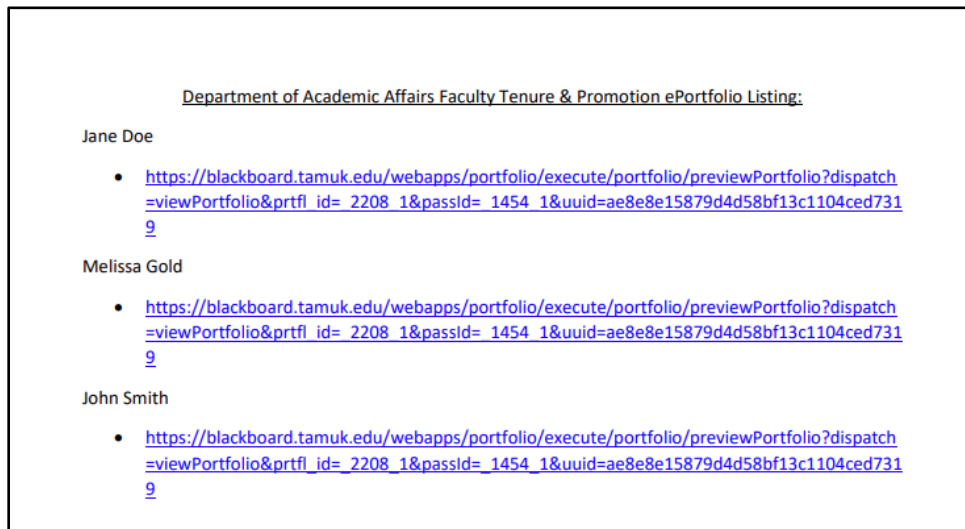 Department of Academic Affairs Faculty Tenure & Promotion ePortfolio Listing:
Jane Doe
• https://blackboard.tamuk.edu/webapps/portfolio/execute/portfolio/previewPortfolio?dispatch
=viewPortfolio&prtfl_id=_2208_1&passId=_1454_1&uuid=ae8e8e15879d4d58bf13c1104ced731
9
Melissa Gold
• https://blackboard.tamuk.edu/webapps/portfolio/execute/portfolio/previewPortfolio?dispatch
=viewPortfolio&prtfl_id=_2208_1&passId=_1454_1&uuid=ae8e8e15879d4d58bf13c1104ced731
9
John Smith
• https://blackboard.tamuk.edu/webapps/portfolio/execute/portfolio/previewPortfolio?dispatch
=viewPortfolio&prtfl_id=_2208_1&passId=_1454_1&uuid=ae8e8e15879d4d58bf13c1104ced731
9